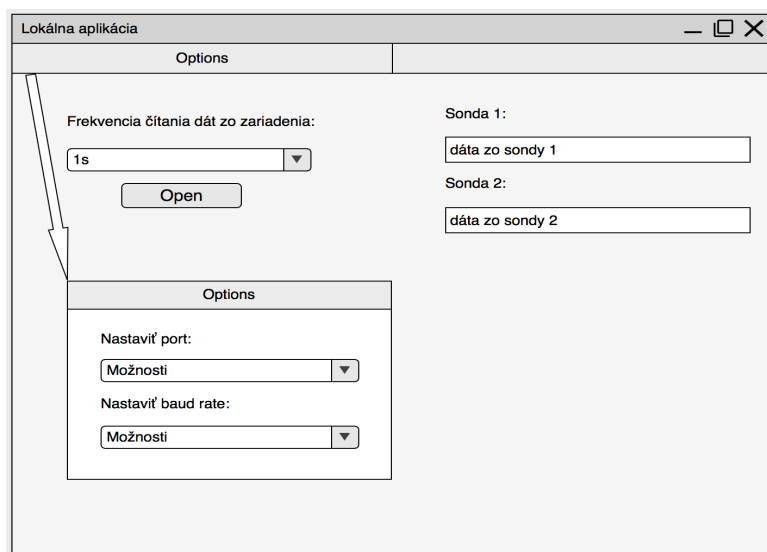 Lokálna aplikácia
Options
Frekvencia čítania dát zo zariadenia:
1s
Open
Sonda 1:
dáta zo sondy 1
Sonda 2:
dáta zo sondy 2
Options
Nastaviť port:
Možnosti
Nastaviť baud rate:
Možnosti